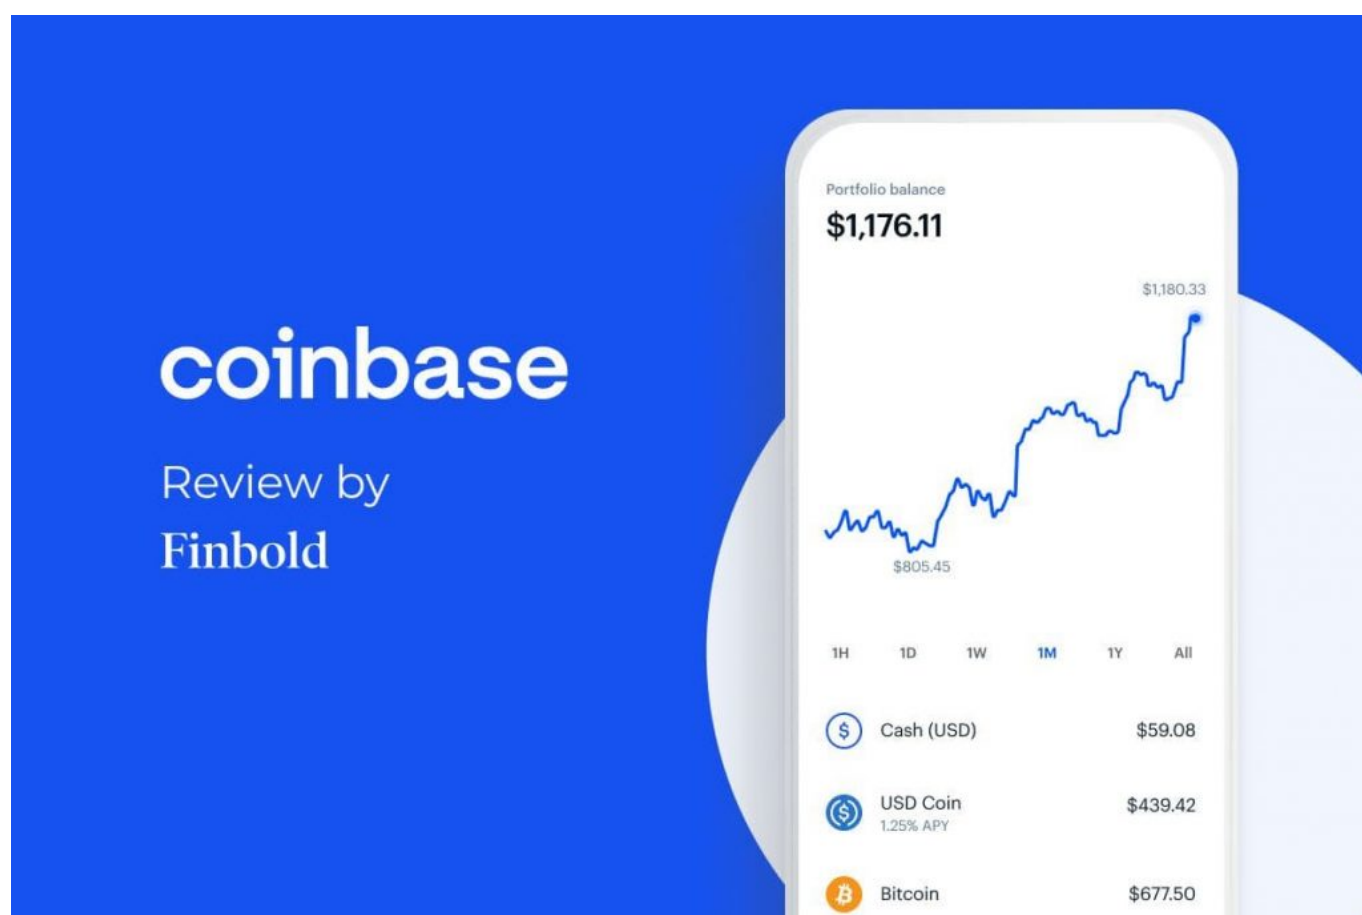 coinbase
Review by
Finbold
Portfolio balance
$1,176.11
$1,180.33
$805.45
1H 1D 1W 1M 1Y All
$ Cash (USD) $59.08
$ USD Coin $439.42
1.25% APY
₿ Bitcoin $677.50